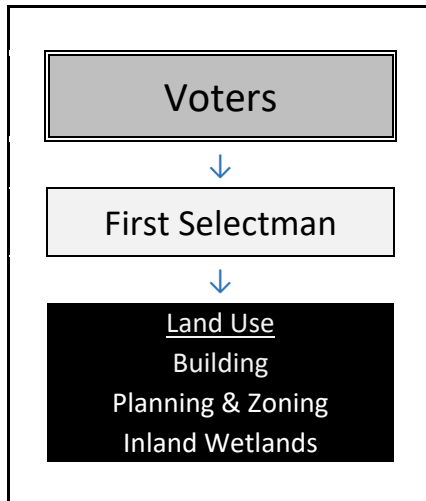 Voters
↓
First Selectman
↓
Land Use
Building
Planning & Zoning
Inland Wetlands